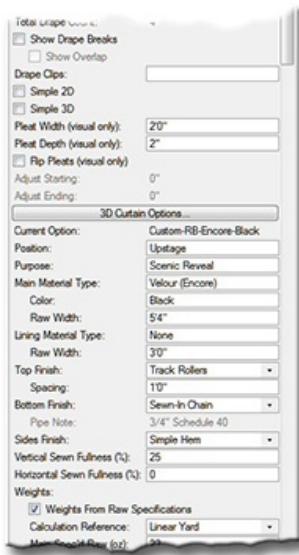 Total Drape Count: 4
Show Drape Breaks
Show Overlap
Drape Clips:
Simple 2D
Simple 3D
Pleat Width (visual only): 2'0"
Pleat Depth (visual only): 2"
Flip Pleats (visual only)
Adjust Starting: 0"
Adjust Ending: 0"
3D Curtain Options...
Current Option: Custom-RB-Encore-Black
Position: Upstage
Purpose: Scenic Reveal
Main Material Type: Velour (Encore)
Color: Black
Raw Width: 5'4"
Lining Material Type: None
Raw Width: 3'0"
Top Finish: Track Rollers
Spacing: 1'0"
Bottom Finish: Sewn-In Chain
Pipe Note: 3/4" Schedule 40
Sides Finish: Simple Hem
Vertical Sewn Fullness (%): 25
Horizontal Sewn Fullness (%): 0
Weights:
Weights From Raw Specifications
Calculation Reference: Linear Yard